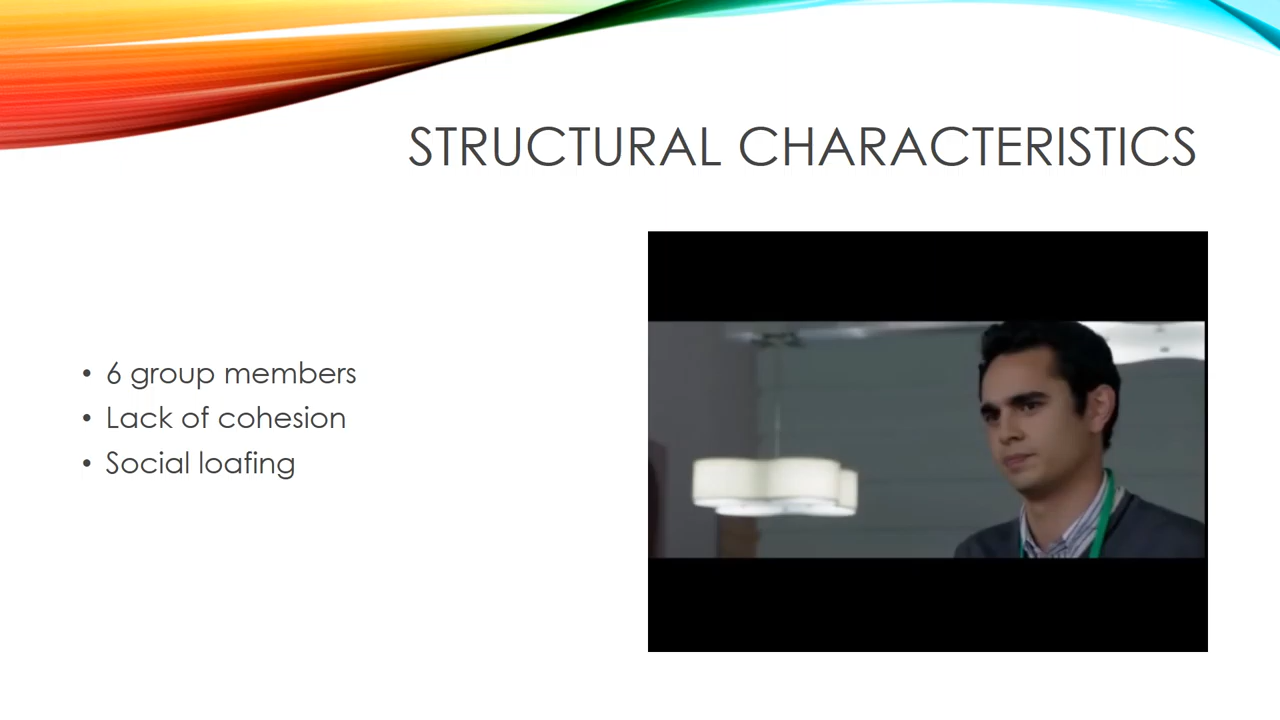 STRUCTURAL CHARACTERISTICS
• 6 group members
• Lack of cohesion
• Social loafing